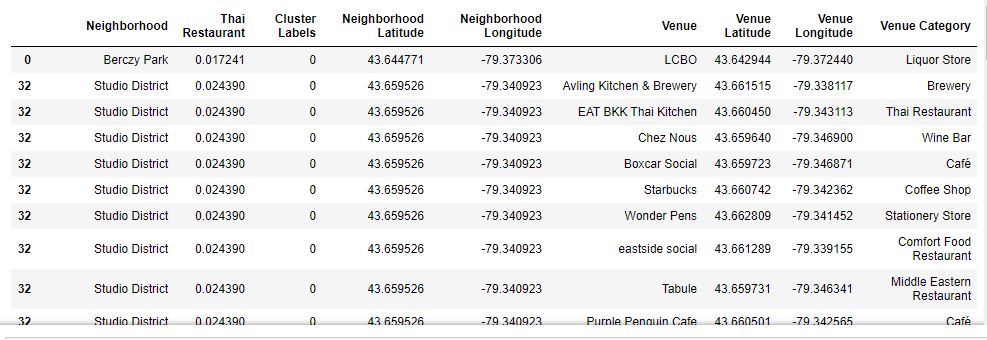 Neighborhood Thai Restaurant Cluster Labels Neighborhood Latitude Neighborhood Longitude Venue Venue Latitude Venue Longitude Venue Category
0 Berczy Park 0.017241 0 43.644771 -79.373306 LCBO 43.642944 -79.372440 Liquor Store
32 Studio District 0.024390 0 43.659526 -79.340923 Avling Kitchen & Brewery 43.661515 -79.338117 Brewery
32 Studio District 0.024390 0 43.659526 -79.340923 EAT BKK Thai Kitchen 43.660450 -79.343113 Thai Restaurant
32 Studio District 0.024390 0 43.659526 -79.340923 Chez Nous 43.659640 -79.346900 Wine Bar
32 Studio District 0.024390 0 43.659526 -79.340923 Boxcar Social 43.659723 -79.346871 Café
32 Studio District 0.024390 0 43.659526 -79.340923 Starbucks 43.660742 -79.342362 Coffee Shop
32 Studio District 0.024390 0 43.659526 -79.340923 Wonder Pens 43.662809 -79.341452 Stationery Store
32 Studio District 0.024390 0 43.659526 -79.340923 eastside social 43.661289 -79.339155 Comfort Food Restaurant
32 Studio District 0.024390 0 43.659526 -79.340923 Tabule 43.659731 -79.346341 Middle Eastern Restaurant
32 Studio District 0.024390 0 43.659526 -79.340923 Purple Penguin Cafe 43.660501 -79.342565 Café